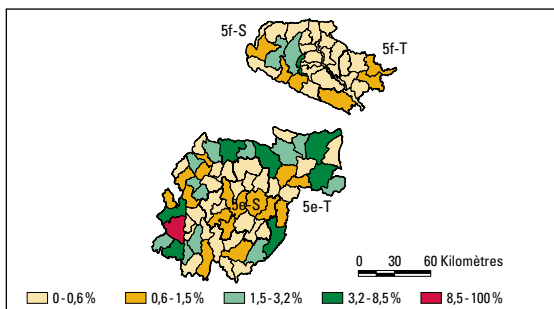 5f-S
5f-T
5e-S
5e-T
0 30 60 Kilomètres
0 - 0,6 % 0,6 - 1,5 % 1,5 - 3,2 % 3,2 - 8,5 % 8,5 - 100 %